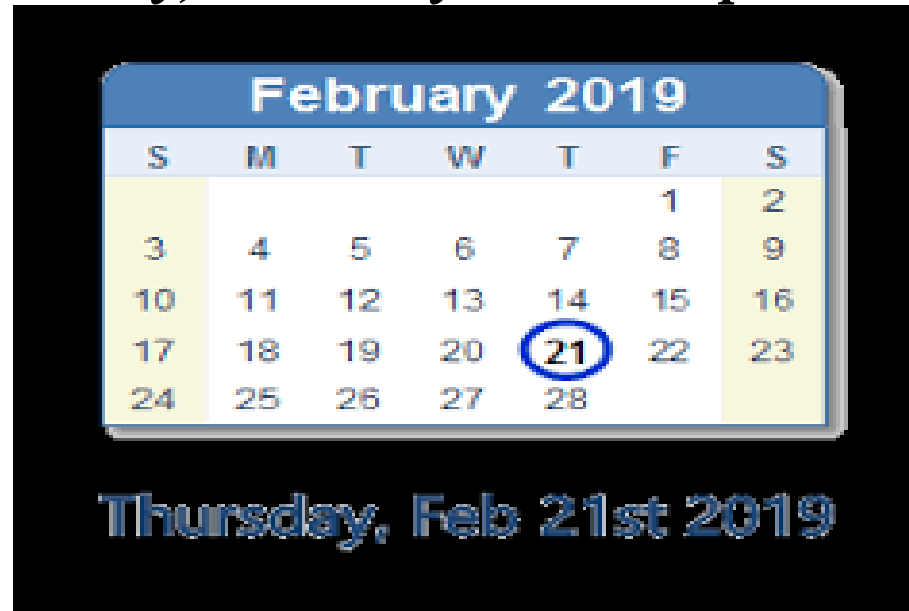 February 2019
S M T W T F S
1 2
3 4 5 6 7 8 9
10 11 12 13 14 15 16
17 18 19 20 21 22 23
24 25 26 27 28
Thursday, Feb 21st 2019